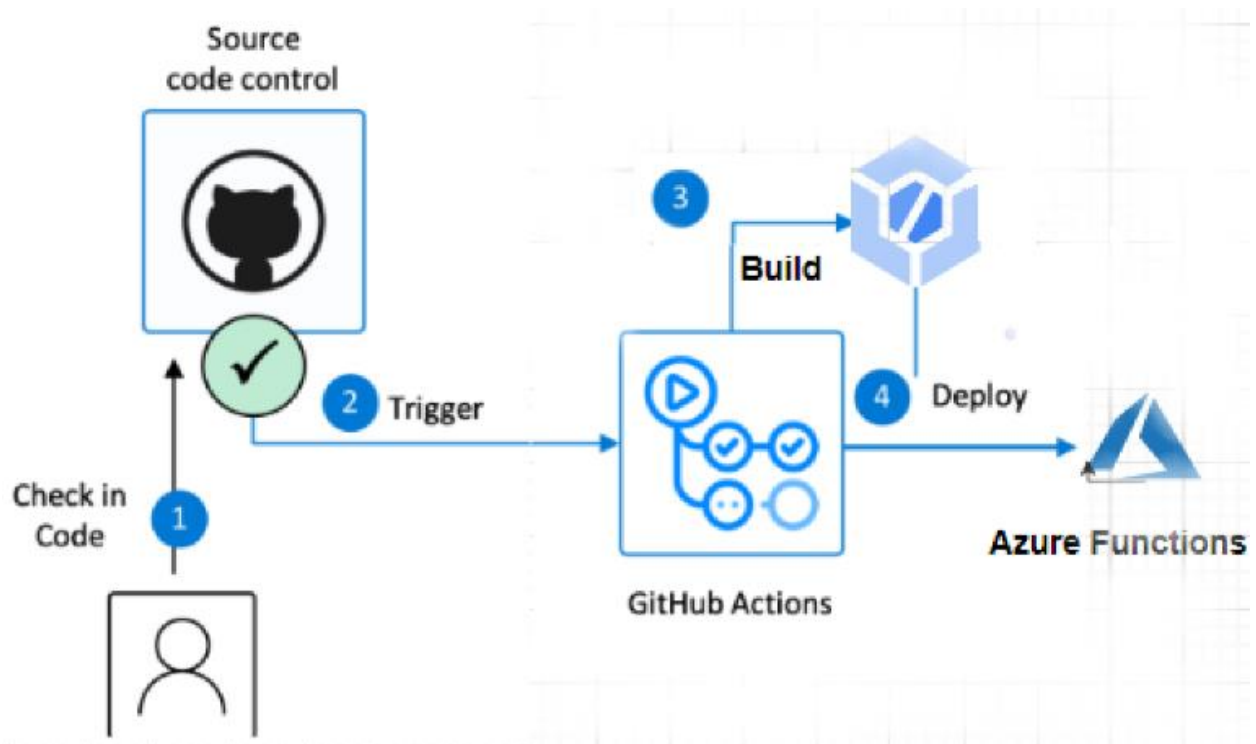 Source
code control
3
Build
2
Trigger
4
Deploy
Check in
Code
1
Azure Functions
GitHub Actions